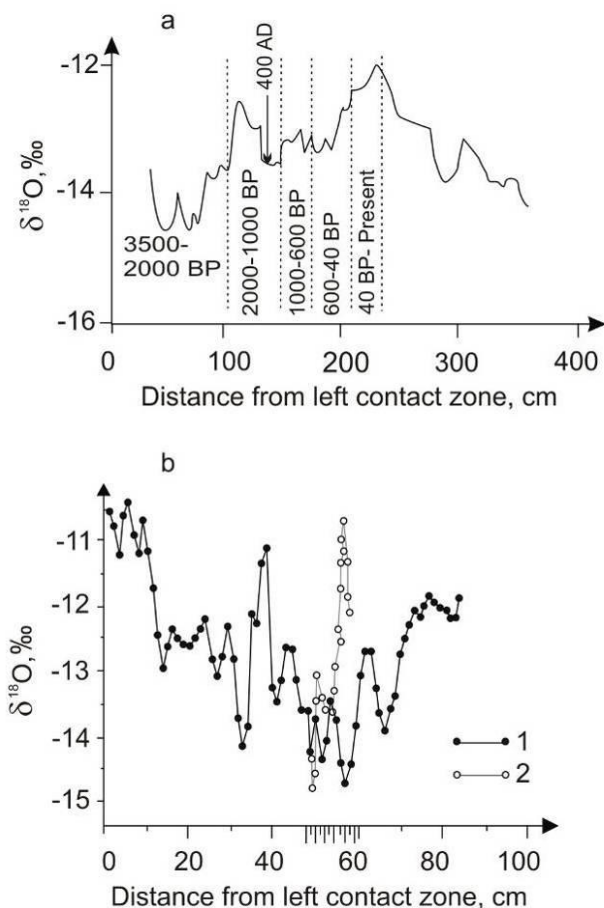 a
-12
-14
-16
δ¹⁸O,‰
400 AD
3500-
2000 BP
2000-1000 BP
1000-600 BP
600-40 BP
40 BP- Present
0 100 200 300 400
Distance from left contact zone, cm
b
-11
-12
-13
-14
-15
δ¹⁸O,‰
1
2
0 20 40 60 80 100
Distance from left contact zone, cm